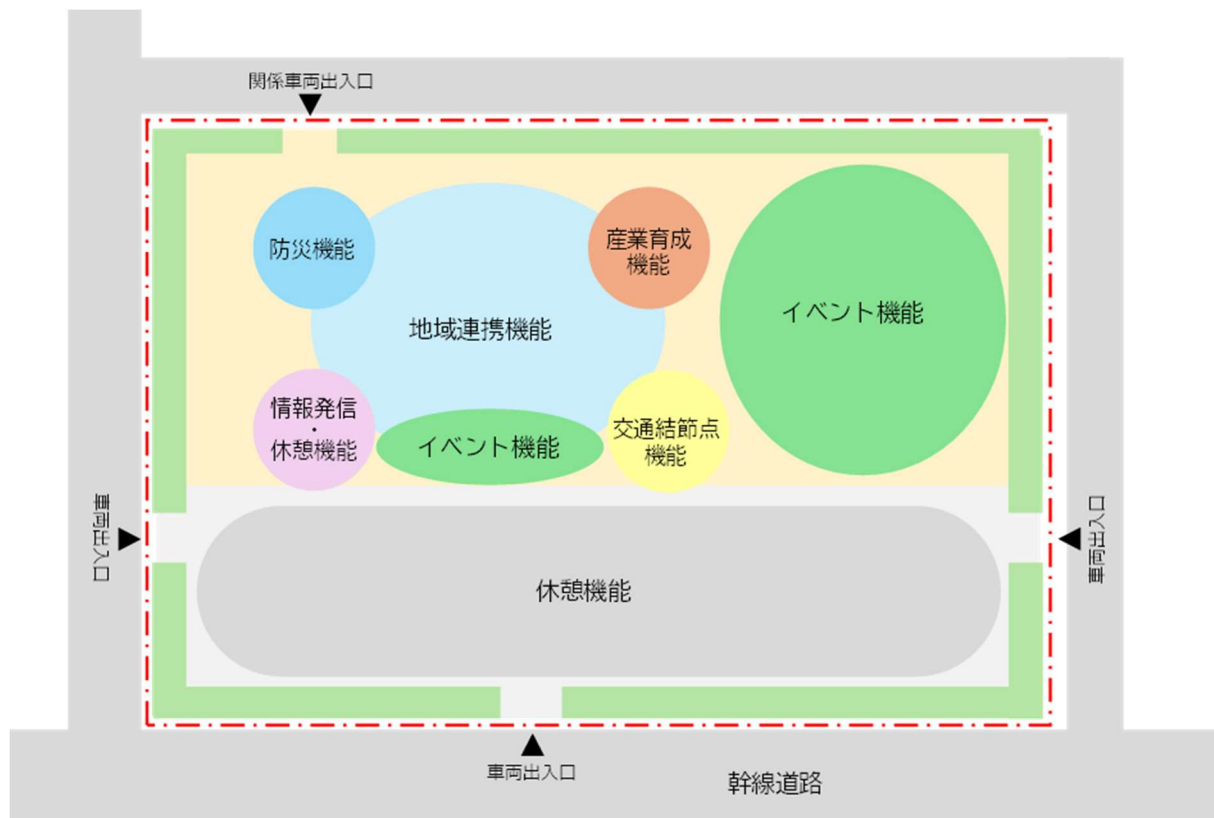 関係車両出入口
防災機能
産業育成
機能
イベント機能
地域連携機能
情報発信
・
休憩機能
イベント機能
交通結節点
機能
車両出入口
車両出入口
休憩機能
車両出入口
幹線道路